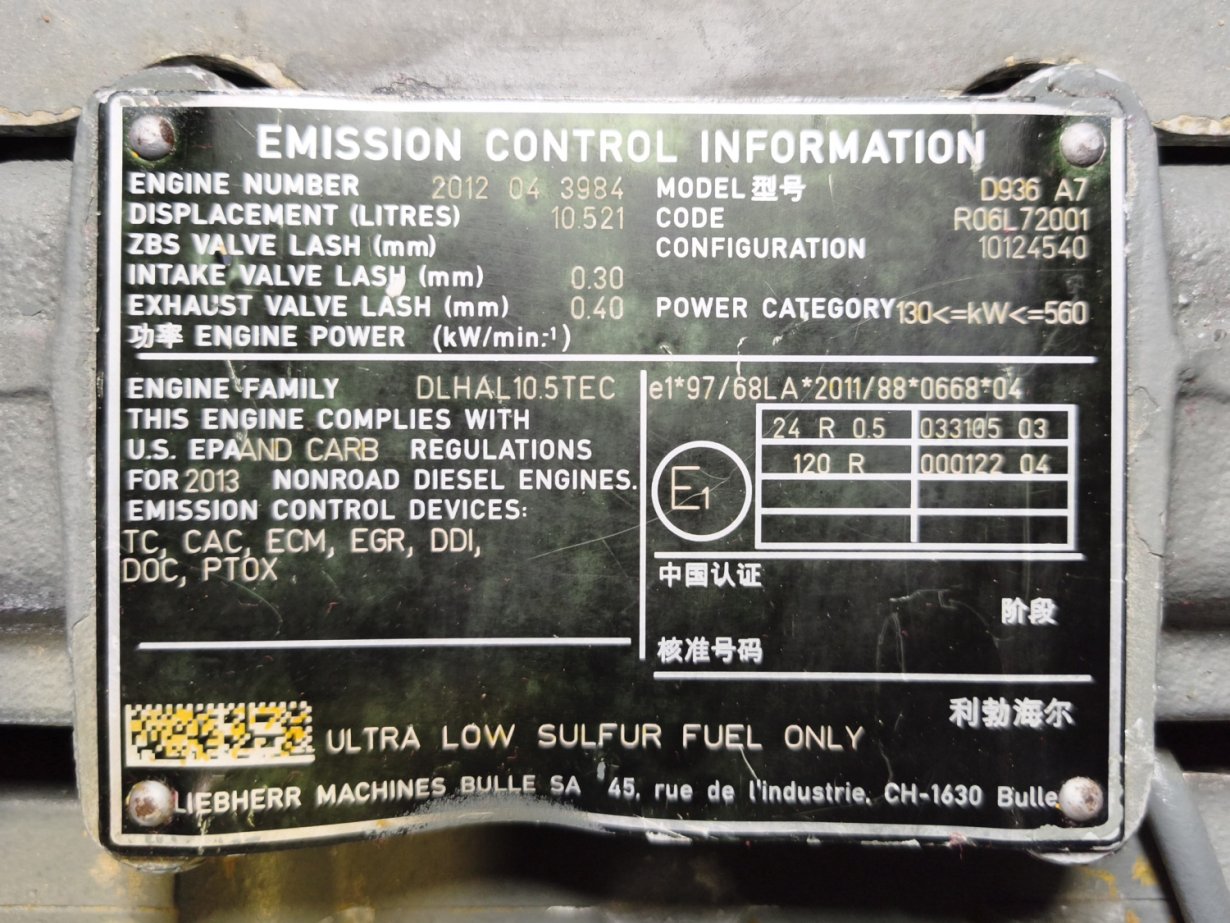 EMISSION CONTROL INFORMATION
ENGINE NUMBER 2012 04 3984
DISPLACEMENT (LITRES) 10.521
ZBS VALVE LASH (mm)
INTAKE VALVE LASH (mm) 0.30
EXHAUST VALVE LASH (mm) 0.40
功率 ENGINE POWER (kW/min.-¹)
MODEL 型号 D936 A7
CODE R06L72001
CONFIGURATION 10124540
POWER CATEGORY 130<=kW<=560
ENGINE FAMILY DLHAL10.5TEC
THIS ENGINE COMPLIES WITH
U.S. EPA AND CARB REGULATIONS
FOR 2013 NONROAD DIESEL ENGINES.
EMISSION CONTROL DEVICES:
TC, CAC, ECM, EGR, DDI,
DOC, PTOX
e1*97/68LA*2011/88*0668*04
E1
24 R 0.5 033105 03
120 R 000122 04
中国认证
阶段
核准号码
利勃海尔
ULTRA LOW SULFUR FUEL ONLY
LIEBHERR MACHINES BULLE SA 45, rue de l'industrie, CH-1630 Bulle